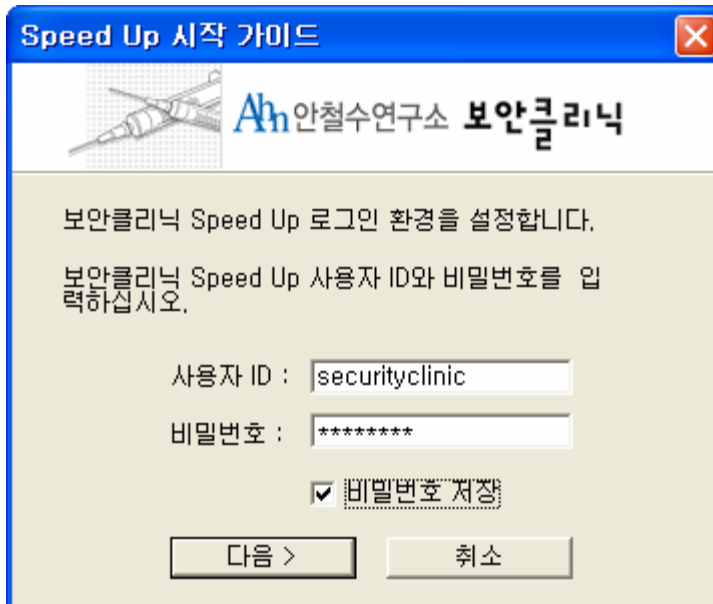 Speed Up 시작 가이드
Ahn 안철수연구소 보안클리닉
보안클리닉 Speed Up 로그인 환경을 설정합니다.
보안클리닉 Speed Up 사용자 ID와 비밀번호를 입
력하십시오.
사용자 ID : securityclinic
비밀번호 : ********
비밀번호 저장
다음 > 취소